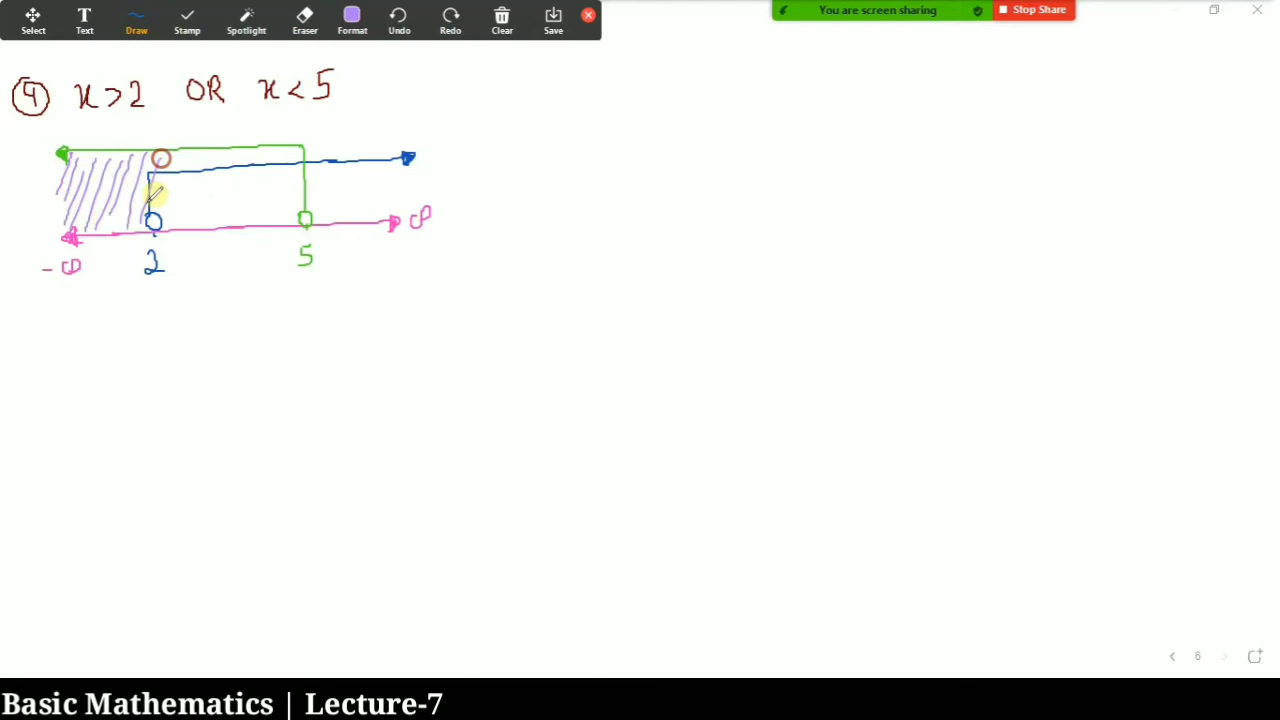 Select Text Draw Stamp Spotlight Eraser Format Undo Redo Clear Save
You are screen sharing Stop Share
4 x > 2 OR x < 5
∞
- ∞ 2 5
6
Basic Mathematics | Lecture-7